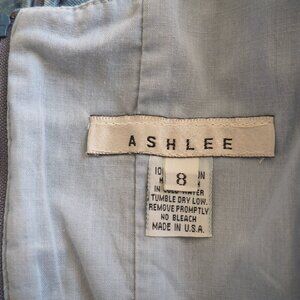 ASHLEE
8
IN COLD WATER
TUMBLE DRY LOW.
REMOVE PROMPTLY
NO BLEACH
MADE IN U.S.A.